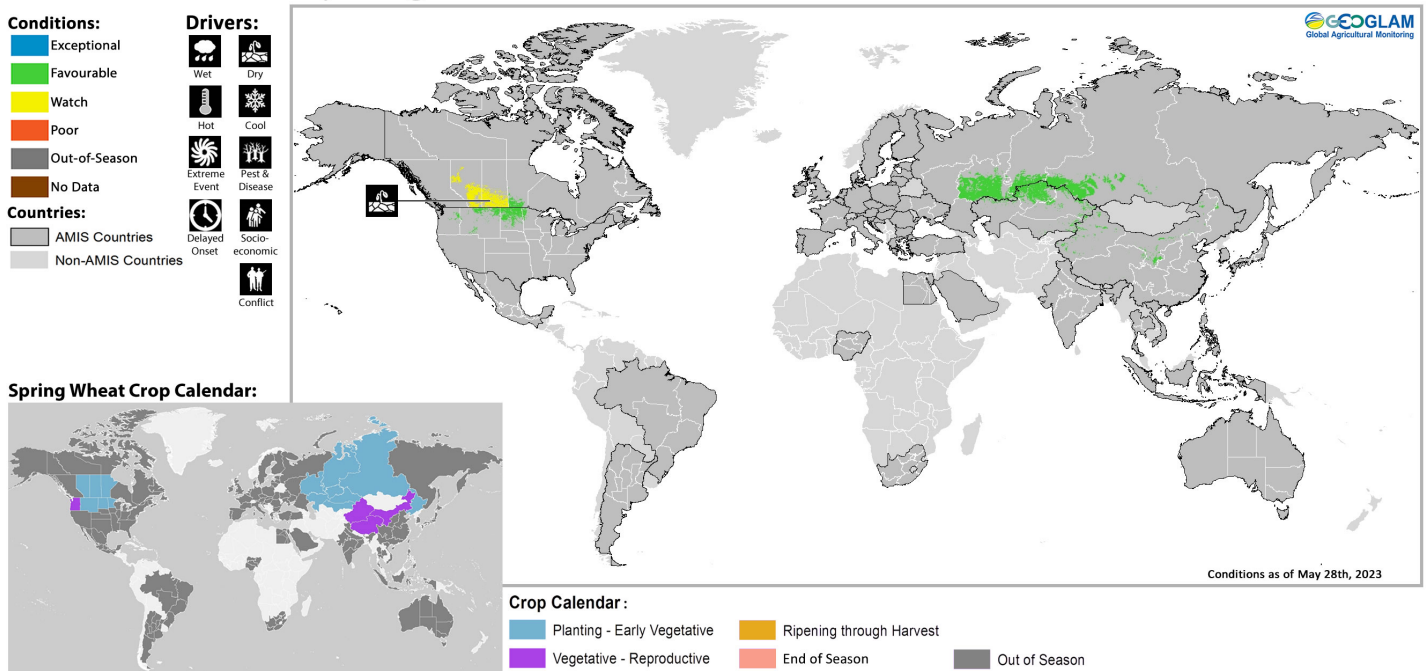 Conditions:
Exceptional
Favourable
Watch
Poor
Out-of-Season
No Data
Countries:
AMIS Countries
Non-AMIS Countries
Drivers:
Wet
Dry
Hot
Cool
Extreme
Event
Pest &
Disease
Delayed
Onset
Socio-
economic
Conflict
GEOGLAM
Global Agricultural Monitoring
Conditions as of May 28th, 2023
Spring Wheat Crop Calendar:
Crop Calendar :
Planting - Early Vegetative
Ripening through Harvest
Vegetative - Reproductive
End of Season
Out of Season